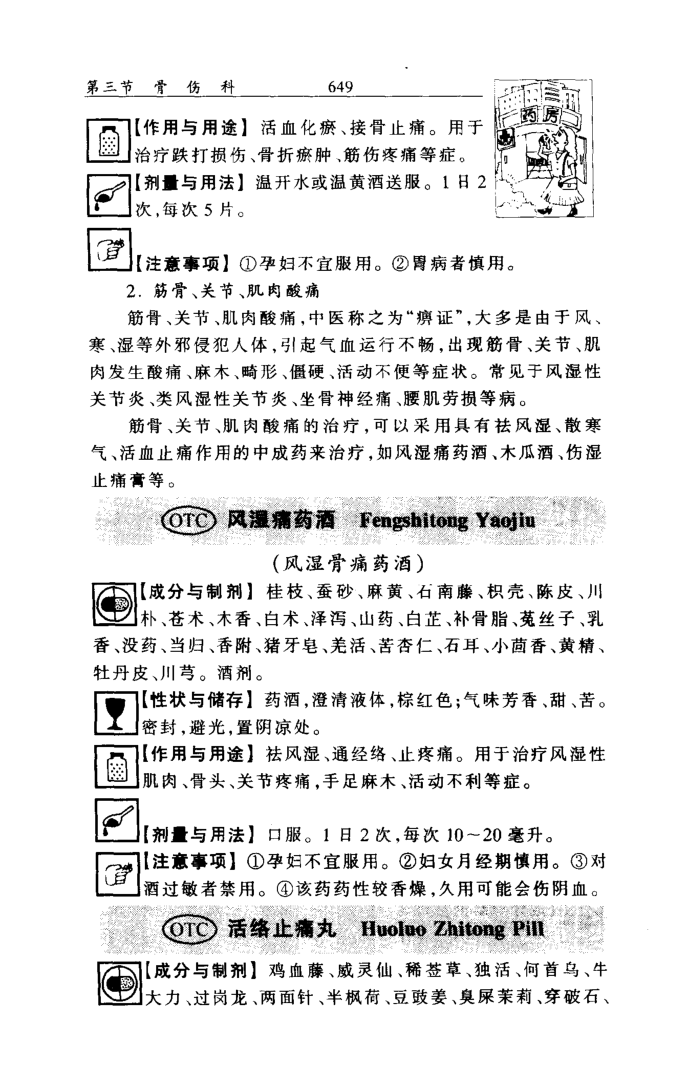 第三节 骨伤科 649
药房
【作用与用途】活血化瘀、接骨止痛。用于
治疗跌打损伤、骨折瘀肿、筋伤疼痛等症。
【剂量与用法】温开水或温黄酒送服。1日2
次,每次5片。
【注意事项】①孕妇不宜服用。②胃病者慎用。
2. 筋骨、关节、肌肉酸痛
筋骨、关节、肌肉酸痛,中医称之为“痹证”,大多是由于风、
寒、湿等外邪侵犯人体,引起气血运行不畅,出现筋骨、关节、肌
肉发生酸痛、麻木、畸形、僵硬、活动不便等症状。常见于风湿性
关节炎、类风湿性关节炎、坐骨神经痛、腰肌劳损等病。
筋骨、关节、肌肉酸痛的治疗,可以采用具有祛风湿、散寒
气、活血止痛作用的中成药来治疗,如风湿痛药酒、木瓜酒、伤湿
止痛膏等。
OTC 风湿痛药酒 Fengshitong Yaojiu
(风湿骨痛药酒)
【成分与制剂】桂枝、蚕砂、麻黄、石南藤、枳壳、陈皮、川
朴、苍术、木香、白术、泽泻、山药、白芷、补骨脂、菟丝子、乳
香、没药、当归、香附、猪牙皂、羌活、苦杏仁、石耳、小茴香、黄精、
牡丹皮、川芎。酒剂。
【性状与储存】药酒,澄清液体,棕红色;气味芳香、甜、苦。
密封,避光,置阴凉处。
【作用与用途】祛风湿、通经络、止疼痛。用于治疗风湿性
肌肉、骨头、关节疼痛,手足麻木、活动不利等症。
【剂量与用法】口服。1日2次,每次10～20毫升。
【注意事项】①孕妇不宜服用。②妇女月经期慎用。③对
酒过敏者禁用。④该药药性较香燥,久用可能会伤阴血。
OTC 活络止痛丸 Huoluo Zhitong Pill
【成分与制剂】鸡血藤、威灵仙、稀莶草、独活、何首乌、牛
大力、过岗龙、两面针、半枫荷、豆豉姜、臭屎茉莉、穿破石、